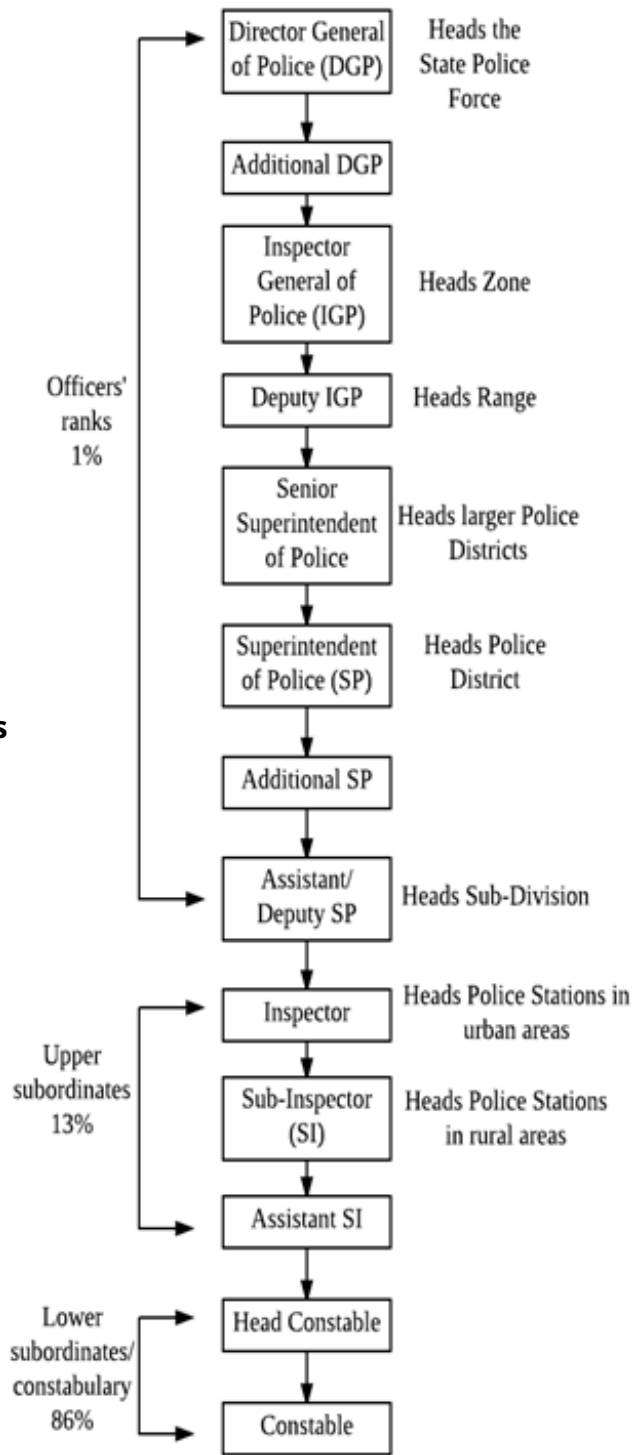 Director General
of Police (DGP)
Heads the
State Police
Force
Additional DGP
Inspector
General of
Police (IGP)
Heads Zone
Officers'
ranks
1%
Deputy IGP
Heads Range
Senior
Superintendent
of Police
Heads larger Police
Districts
Superintendent
of Police (SP)
Heads Police
District
s
Additional SP
Assistant/
Deputy SP
Heads Sub-Division
Inspector
Heads Police Stations in
urban areas
Upper
subordinates
13%
Sub-Inspector
(SI)
Heads Police Stations
in rural areas
Assistant SI
Lower
subordinates/
constabulary
86%
Head Constable
Constable